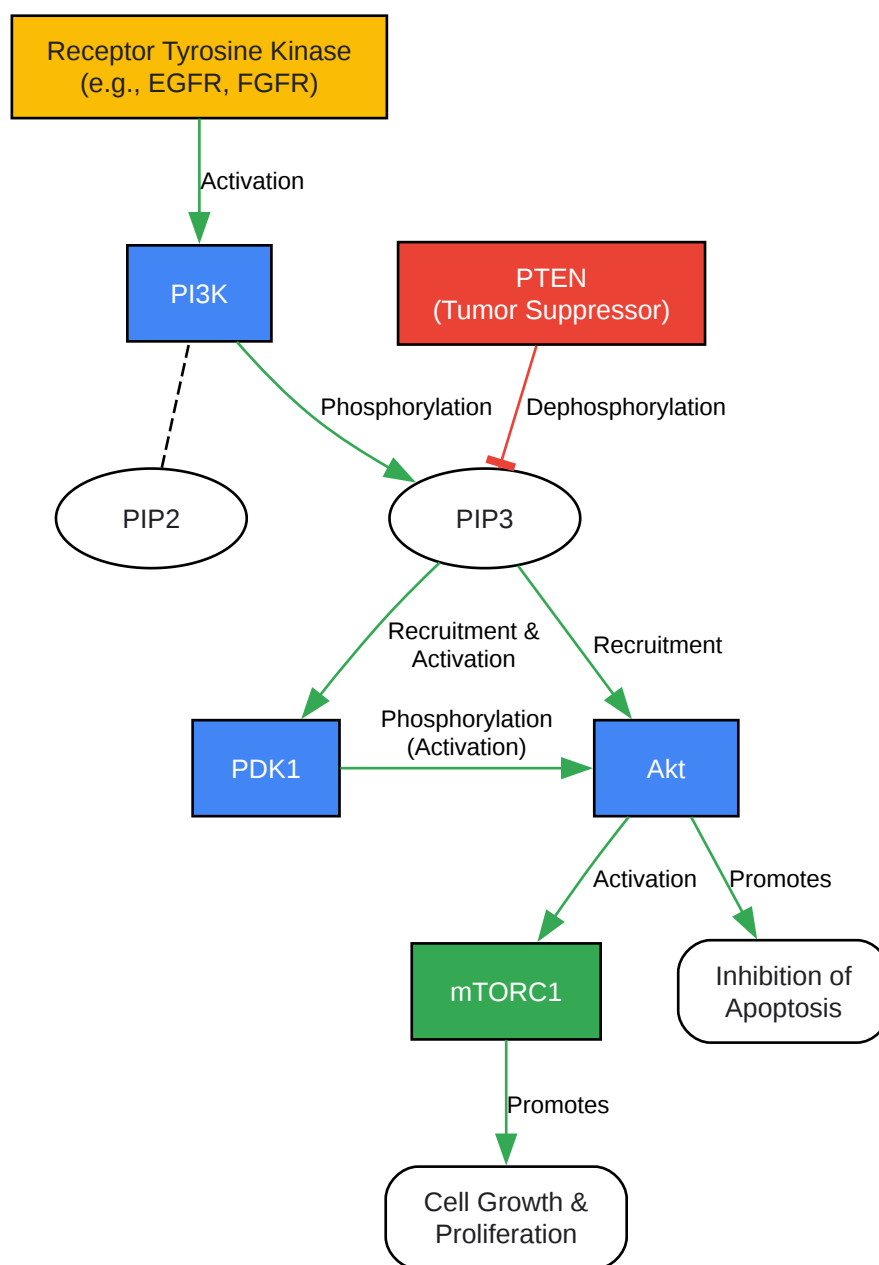 Receptor Tyrosine Kinase
(e.g., EGFR, FGFR)
Activation
PI3K
PTEN
(Tumor Suppressor)
Phosphorylation
Dephosphorylation
PIP2
PIP3
Recruitment &
Activation
Recruitment
Phosphorylation
(Activation)
PDK1
Akt
Activation
Promotes
mTORC1
Inhibition of
Apoptosis
Promotes
Cell Growth &
Proliferation